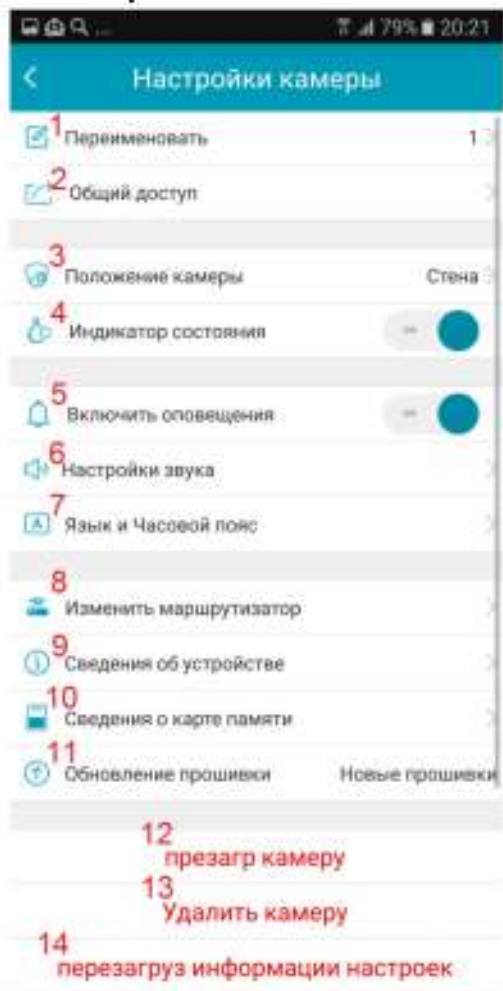 79% 20:21
Настройки камеры
1 Переименовать 1
2 Общий доступ
3
Положение камеры Стена
4
Индикатор состояния
5
Включить оповещения
6
Настройки звука
7
Язык и Часовой пояс
8
Изменить маршрутизатор
9
Сведения об устройстве
10
Сведения о карте памяти
11
Обновление прошивки Новые прошивки
12
презагр камеру
13
Удалить камеру
14
перезагруз информации настроек